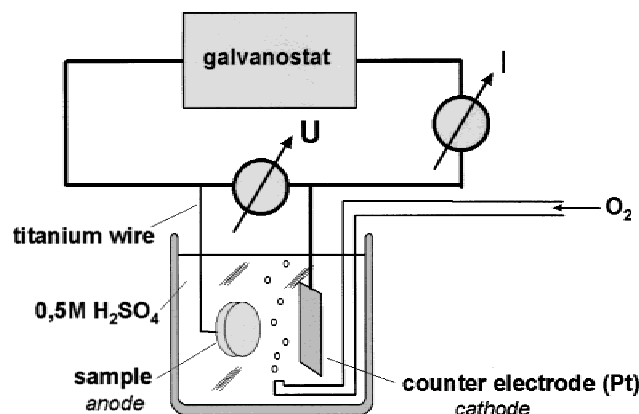 galvanostat
I
U
titanium wire
O₂
0,5M H₂SO₄
sample
anode
counter electrode (Pt)
cathode